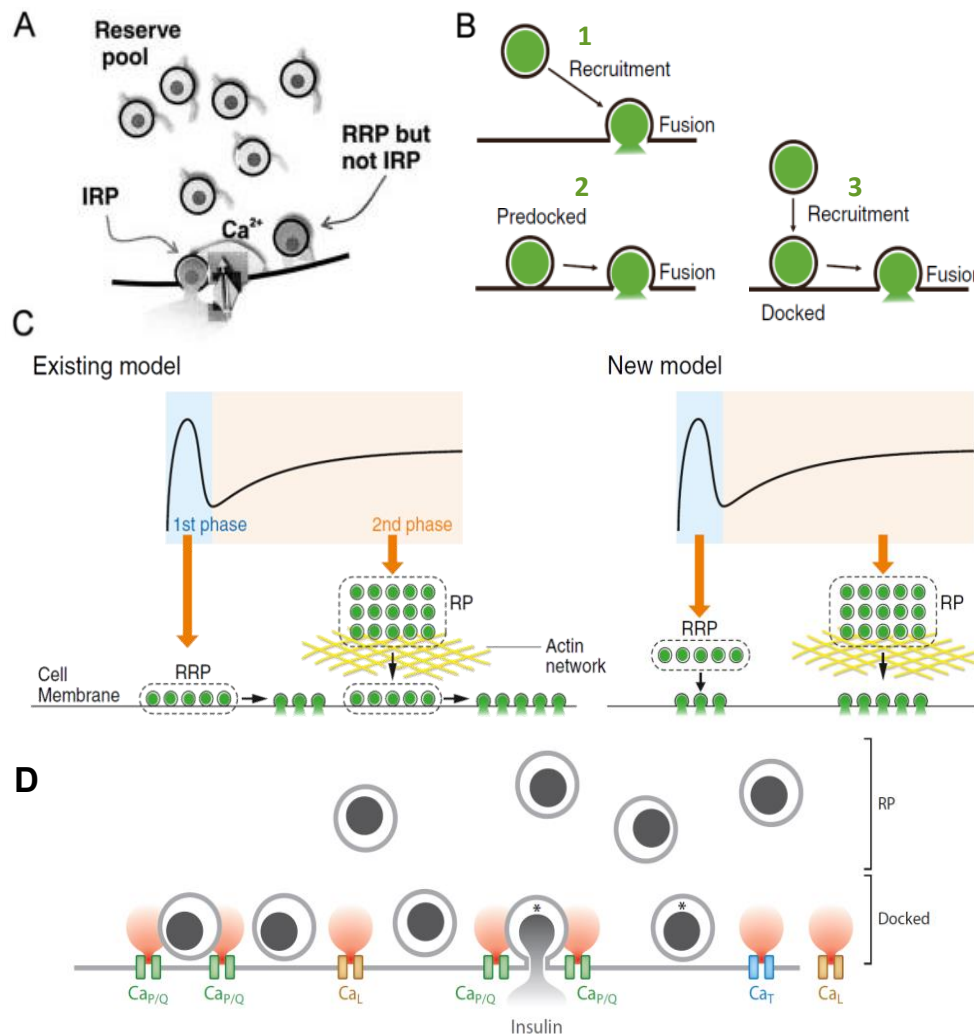 A
Reserve
pool
RRP but
not IRP
IRP
Ca2+
B
1
Recruitment
Fusion
2
Predocked
Fusion
3
Recruitment
Fusion
Docked
C
Existing model
New model
1st phase
2nd phase
RP
RP
Actin
network
RRP
RRP
Cell
Membrane
D
RP
*
*
Docked
CaP/Q
CaP/Q
CaL
CaP/Q
CaP/Q
CaT
CaL
Insulin